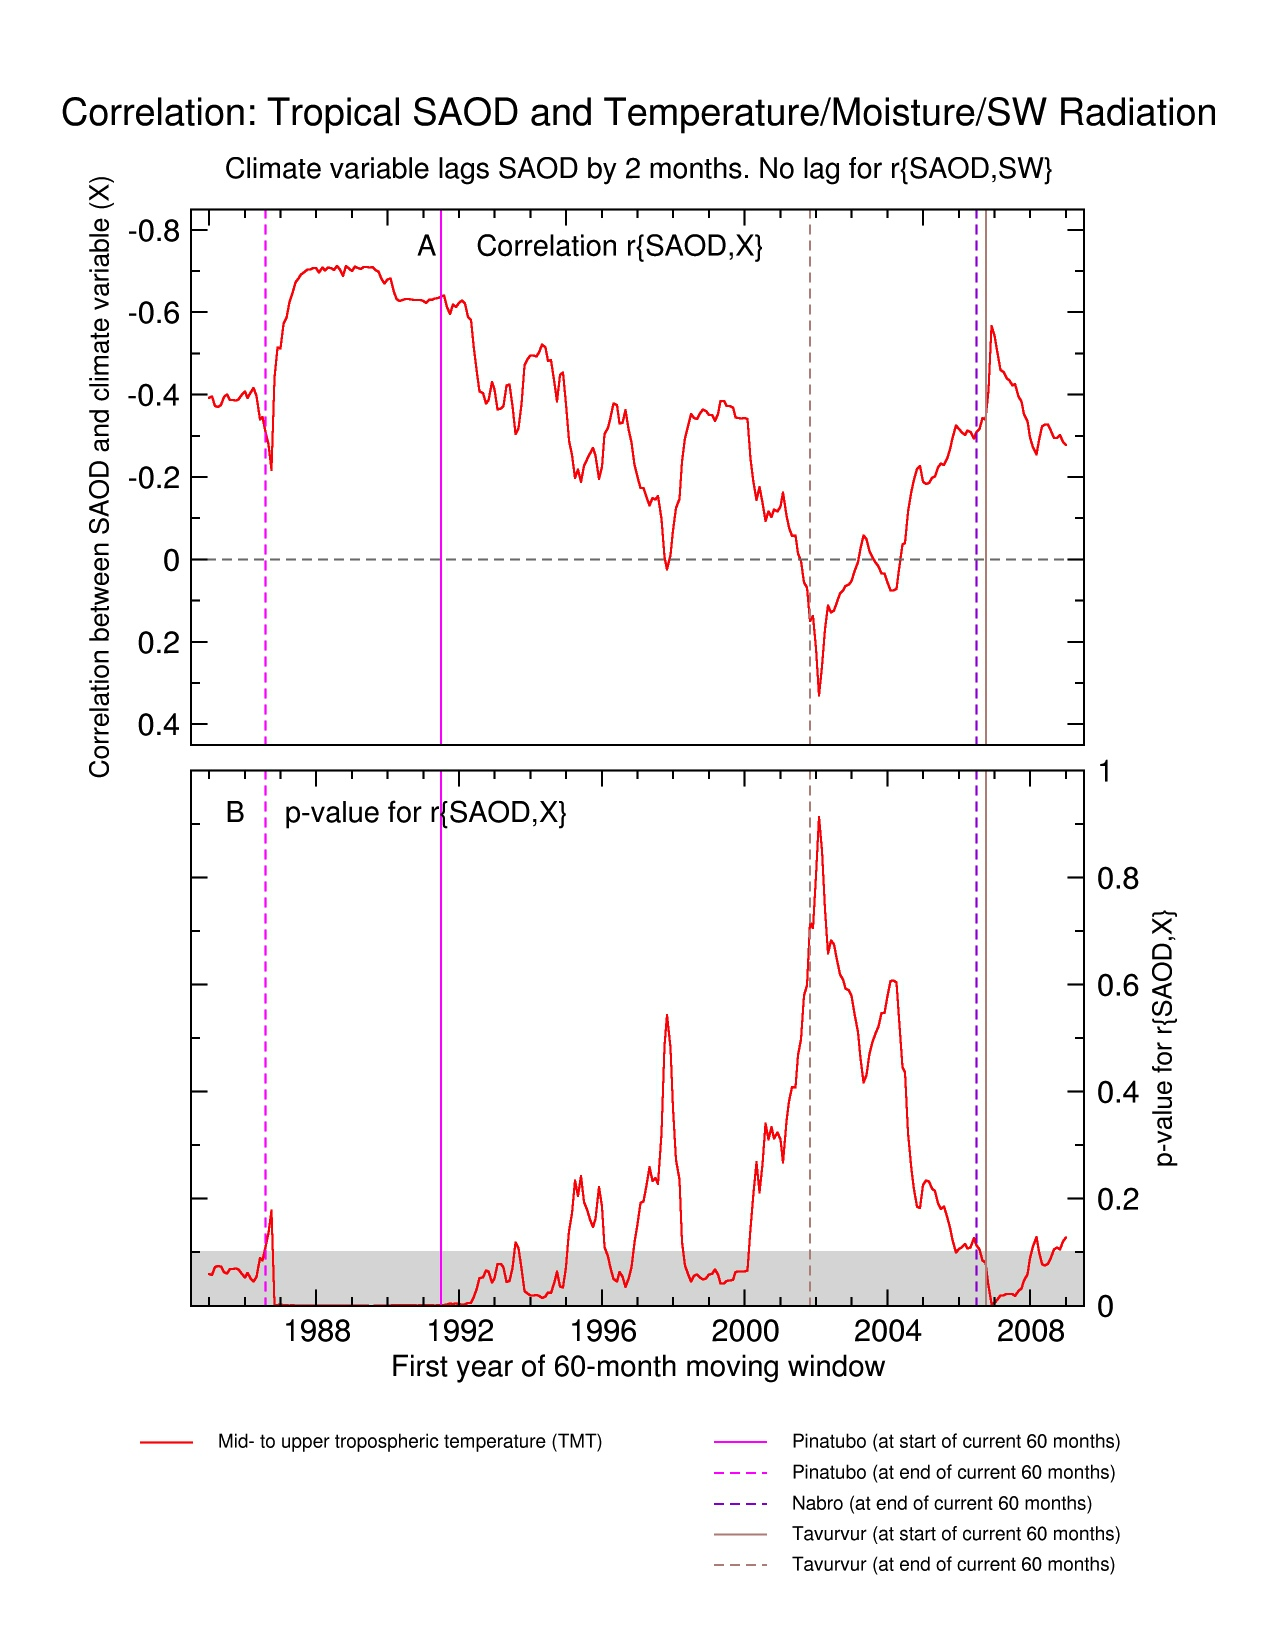 Correlation: Tropical SAOD and Temperature/Moisture/SW Radiation
Climate variable lags SAOD by 2 months. No lag for r{SAOD,SW}
Correlation between SAOD and climate variable (X)
-0.8
-0.6
-0.4
-0.2
0
0.2
0.4
A Correlation r{SAOD,X}
B p-value for r{SAOD,X}
1
0.8
0.6
0.4
0.2
0
p-value for r{SAOD,X}
1988 1992 1996 2000 2004 2008
First year of 60-month moving window
Mid- to upper tropospheric temperature (TMT)
Pinatubo (at start of current 60 months)
Pinatubo (at end of current 60 months)
Nabro (at end of current 60 months)
Tavurvur (at start of current 60 months)
Tavurvur (at end of current 60 months)